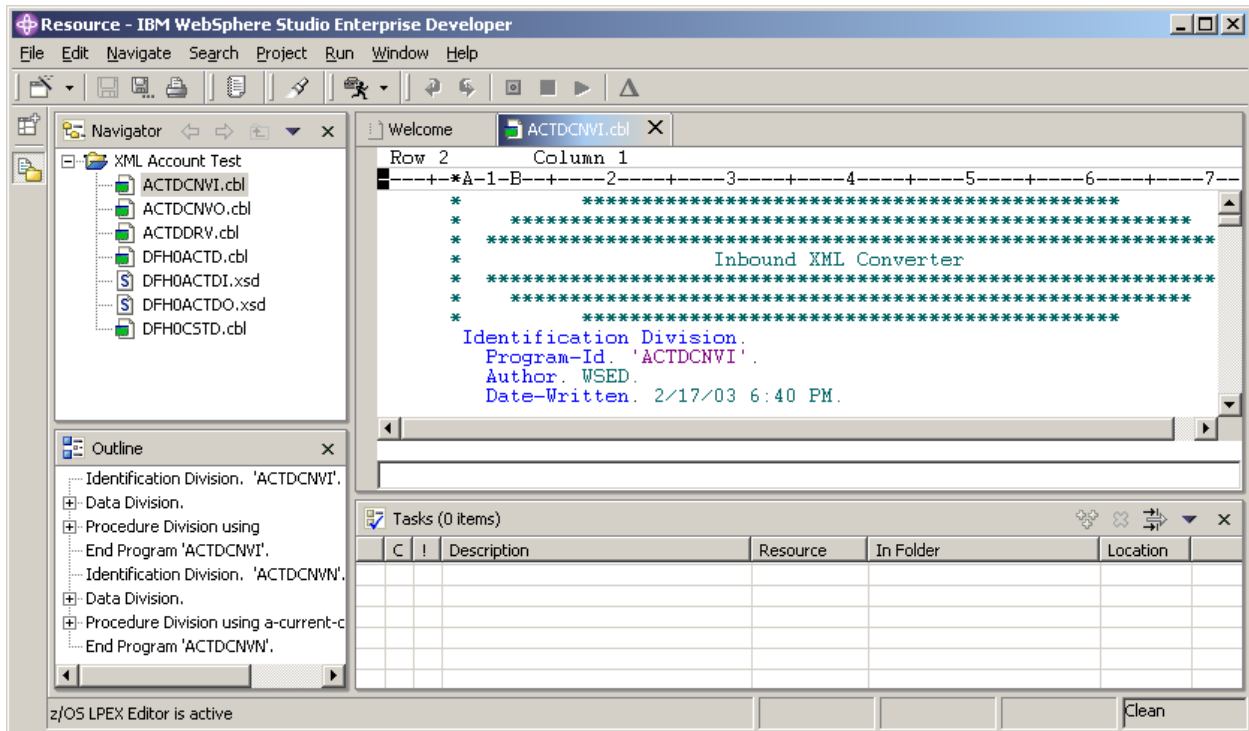 Resource - IBM WebSphere Studio Enterprise Developer
File Edit Navigate Search Project Run Window Help
Navigator
XML Account Test
ACTDCNVI.cbl
ACTDCNVO.cbl
ACTDDRV.cbl
DFH0ACTD.cbl
DFH0ACTDI.xsd
DFH0ACTDO.xsd
DFH0CSTD.cbl
Welcome ACTDCNVI.cbl
Row 2 Column 1
----+-*A-1-B--+----2----+----3----+----4----+----5----+----6----+----7--
* *********************************************
* *********************************************************
* *************************************************************
* Inbound XML Converter
* *************************************************************
* *********************************************************
* *********************************************
Identification Division.
Program-Id. 'ACTDCNVI'.
Author. WSED.
Date-Written. 2/17/03 6:40 PM.
Outline
Identification Division. 'ACTDCNVI'.
Data Division.
Procedure Division using
End Program 'ACTDCNVI'.
Identification Division. 'ACTDCNVN'.
Data Division.
Procedure Division using a-current-c
End Program 'ACTDCNVN'.
Tasks (0 items)
C ! Description Resource In Folder Location
z/OS LPEX Editor is active
Clean